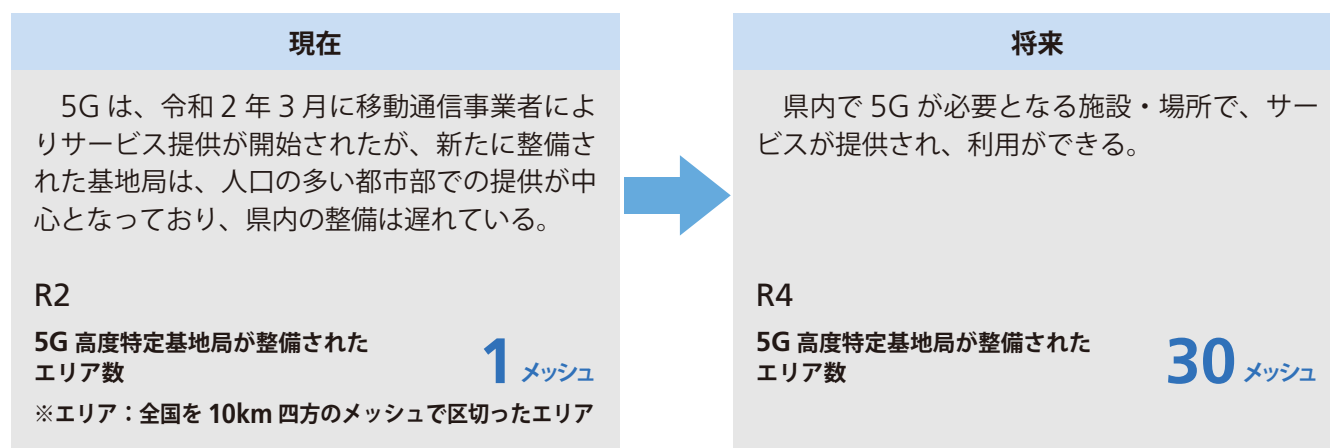 現在
5G は、令和 2 年 3 月に移動通信事業者によ
りサービス提供が開始されたが、新たに整備さ
れた基地局は、人口の多い都市部での提供が中
心となっており、県内の整備は遅れている。
R2
5G 高度特定基地局が整備された
エリア数
1 メッシュ
※エリア：全国を 10km 四方のメッシュで区切ったエリア
将来
県内で 5G が必要となる施設・場所で、サー
ビスが提供され、利用ができる。
R4
5G 高度特定基地局が整備された
エリア数
30 メッシュ